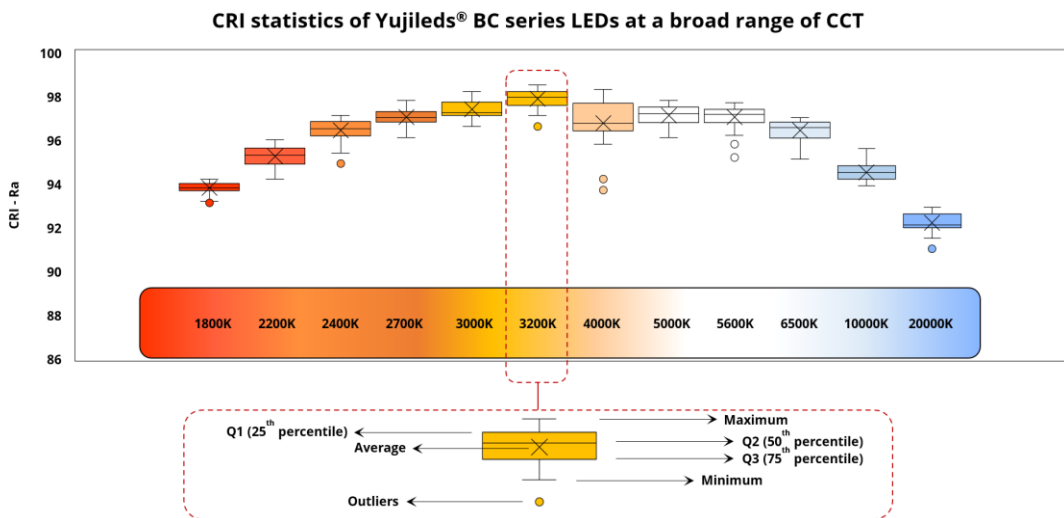 CRI statistics of Yujileds® BC series LEDs at a broad range of CCT
100
98
96
94
92
90
88
86
CRI - Ra
1800K 2200K 2400K 2700K 3000K 3200K 4000K 5000K 5600K 6500K 10000K 20000K
Maximum
Q1 (25th percentile)
Q2 (50th percentile)
Average
Q3 (75th percentile)
Minimum
Outliers